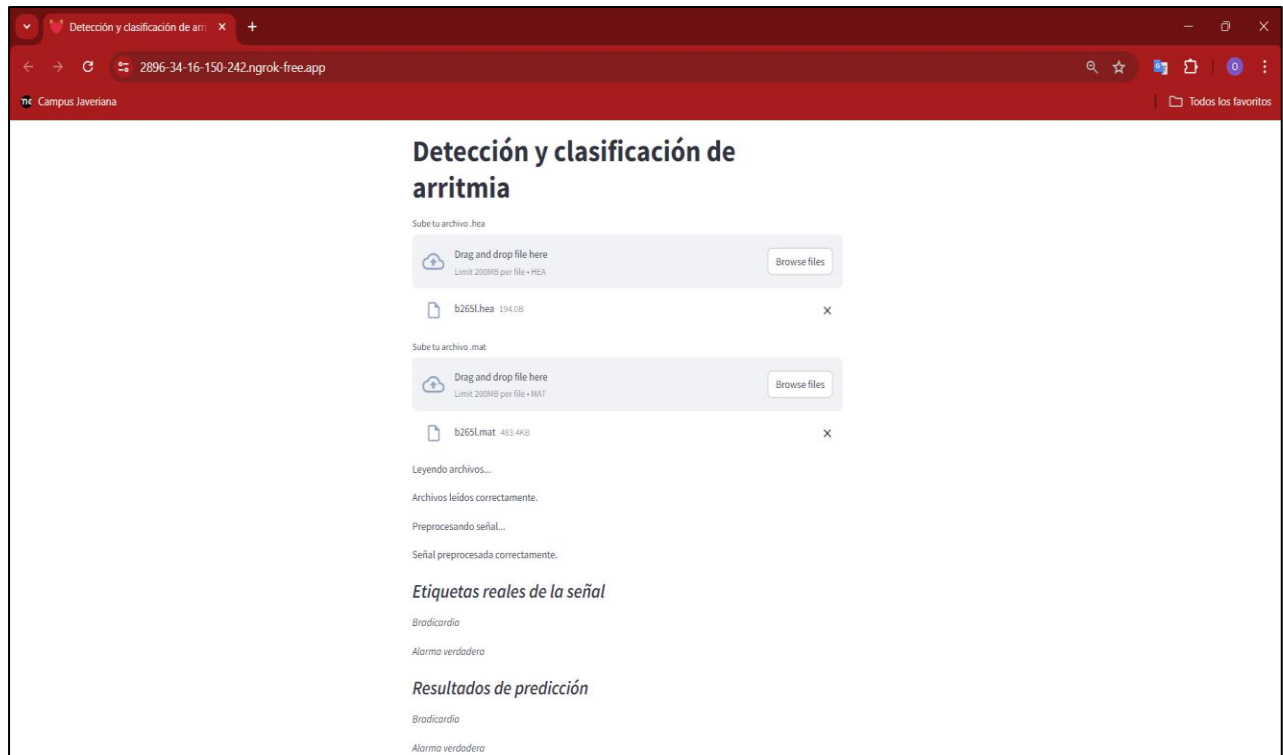 Detección y clasificación de arri
2896-34-16-150-242.ngrok-free.app
O
Campus Javeriana
Todos los favoritos
Detección y clasificación de
arritmia
Sube tu archivo .hea
Drag and drop file here
Limit 200MB per file • HEA
Browse files
b265l.hea 194.0B
Sube tu archivo .mat
Drag and drop file here
Limit 200MB per file • MAT
Browse files
b265l.mat 483.4KB
Leyendo archivos...
Archivos leídos correctamente.
Preprocesando señal...
Señal preprocesada correctamente.
Etiquetas reales de la señal
Bradicardia
Alarma verdadera
Resultados de predicción
Bradicardia
Alarma verdadera